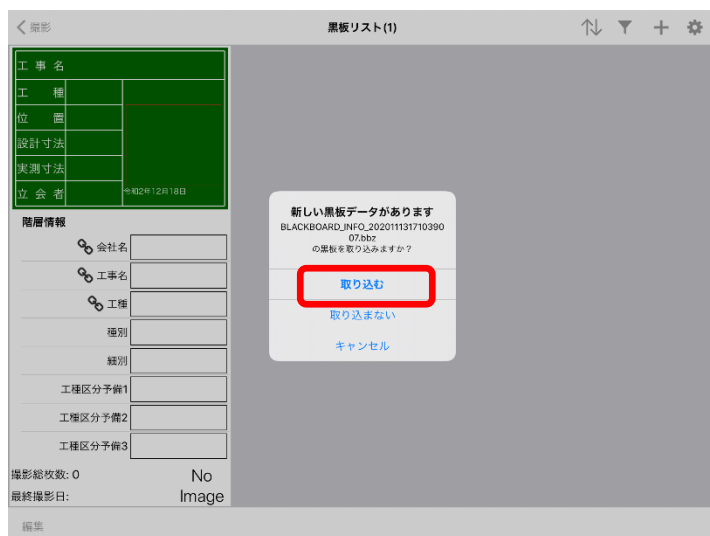 撮影
黒板リスト(1)
工事名
工種
位置
設計寸法
実測寸法
立会者
令和2年12月18日
階層情報
会社名
工事名
工種
種別
細別
工種区分予備1
工種区分予備2
工種区分予備3
撮影総枚数: 0
最終撮影日:
No
Image
編集
新しい黒板データがあります
BLACKBOARD_INFO_202011131710390
07.bbz
の黒板を取り込みますか？
取り込む
取り込まない
キャンセル